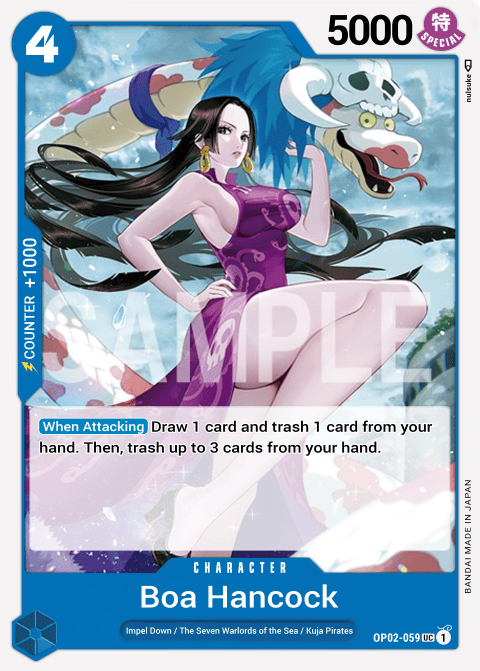 4
5000
特
SPECIAL
nulsuke
COUNTER +1000
SAMPLE
When Attacking Draw 1 card and trash 1 card from your
hand. Then, trash up to 3 cards from your hand.
BANDAI MADE IN JAPAN
CHARACTER
Boa Hancock
Impel Down / The Seven Warlords of the Sea / Kuja Pirates
OP02-059 UC 1